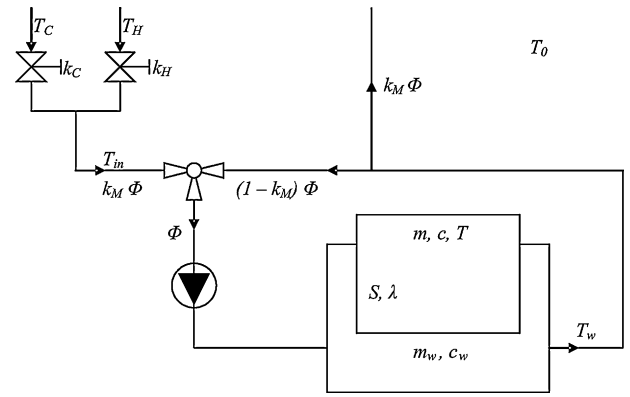 T_C
T_H
T_0
k_C
k_H
k_M Φ
T_in
k_M Φ
(1 – k_M) Φ
Φ
m, c, T
S, λ
T_w
m_w, c_w